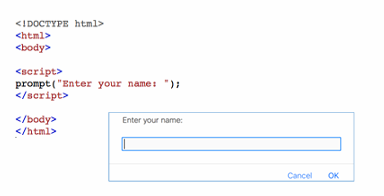 <!DOCTYPE html>
<html>
<body>
<script>
prompt("Enter your name: ");
</script>
</body>
</html>
Enter your name:
Cancel OK